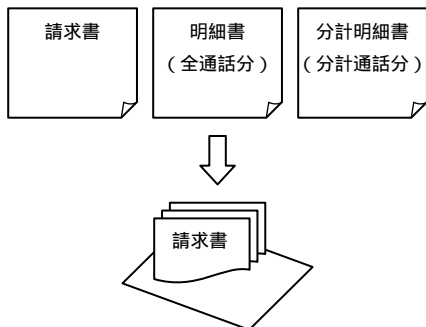 請求書
明細書
（全通話分）
分計明細書
（分計通話分）
請求書